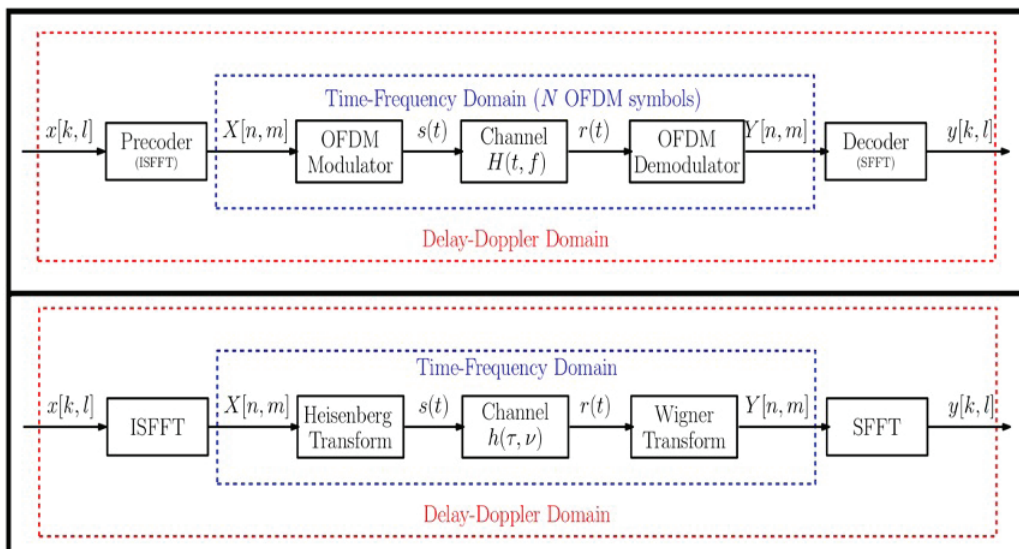 Time-Frequency Domain (N OFDM symbols)
x[k, l]
Precoder
(ISFFT)
X[n, m]
OFDM
Modulator
s(t)
Channel
H(t, f)
r(t)
OFDM
Demodulator
Y[n, m]
Decoder
(SFFT)
y[k, l]
Delay-Doppler Domain
Time-Frequency Domain
x[k, l]
ISFFT
X[n, m]
Heisenberg
Transform
s(t)
Channel
h(τ, ν)
r(t)
Wigner
Transform
Y[n, m]
SFFT
y[k, l]
Delay-Doppler Domain